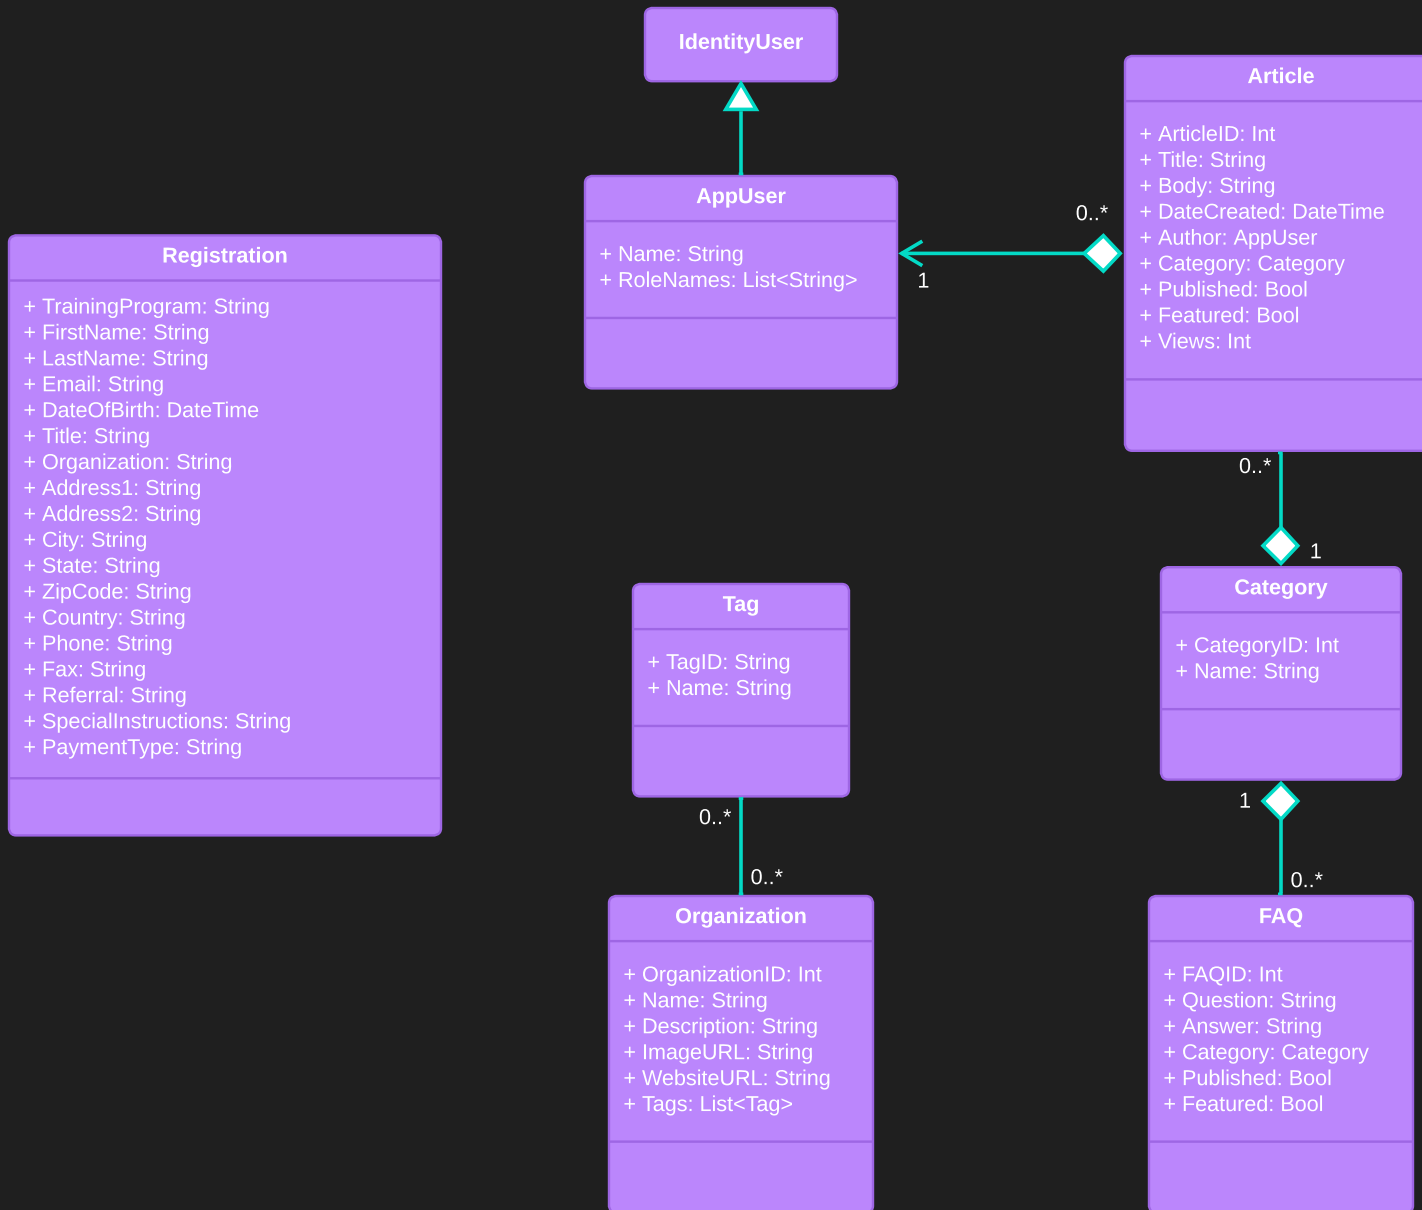 IdentityUser
AppUser
+ Name: String
+ RoleNames: List<String>
0..*
1
Article
+ ArticleID: Int
+ Title: String
+ Body: String
+ DateCreated: DateTime
+ Author: AppUser
+ Category: Category
+ Published: Bool
+ Featured: Bool
+ Views: Int
0..*
1
Registration
+ TrainingProgram: String
+ FirstName: String
+ LastName: String
+ Email: String
+ DateOfBirth: DateTime
+ Title: String
+ Organization: String
+ Address1: String
+ Address2: String
+ City: String
+ State: String
+ ZipCode: String
+ Country: String
+ Phone: String
+ Fax: String
+ Referral: String
+ SpecialInstructions: String
+ PaymentType: String
Tag
+ TagID: String
+ Name: String
0..*
0..*
Category
+ CategoryID: Int
+ Name: String
1
0..*
Organization
+ OrganizationID: Int
+ Name: String
+ Description: String
+ ImageURL: String
+ WebsiteURL: String
+ Tags: List<Tag>
FAQ
+ FAQID: Int
+ Question: String
+ Answer: String
+ Category: Category
+ Published: Bool
+ Featured: Bool